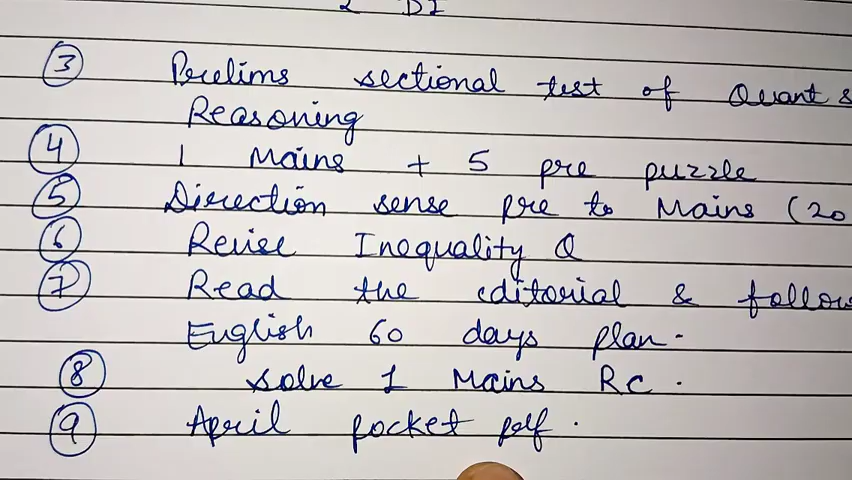 2 DI
3 Prelims sectional test of Quant &
Reasoning
4 1 Mains + 5 pre puzzle
5 Direction sense pre to Mains (20
6 Revise Inequality Q
7 Read the editorial & follow
English 60 days plan.
8 solve 1 Mains RC.
9 April pocket pdf.